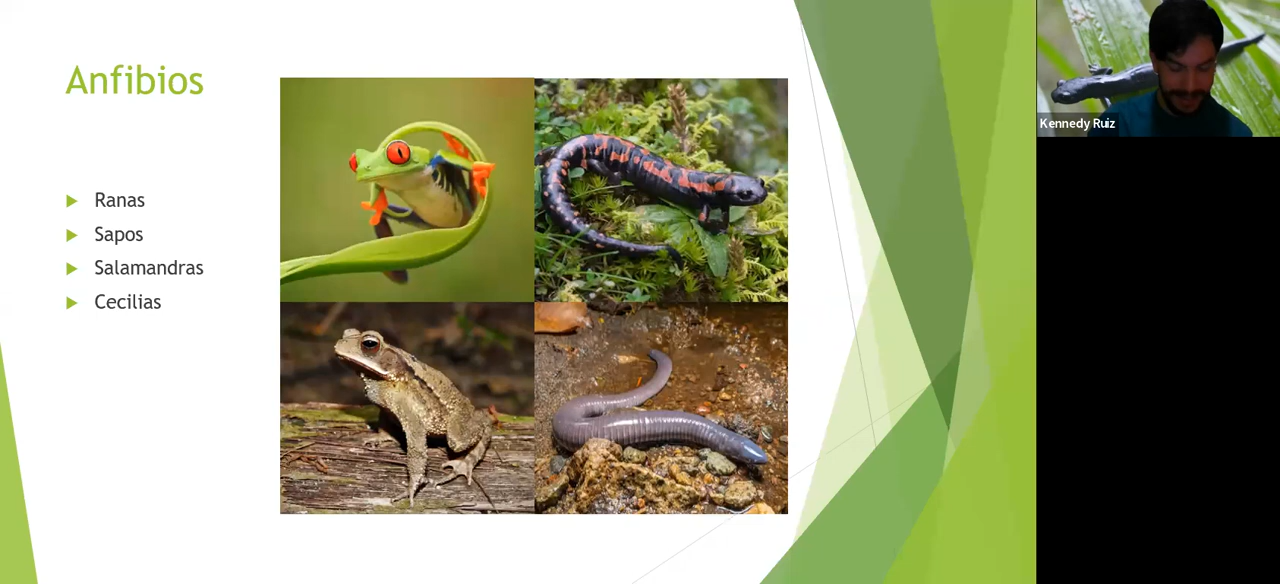 Anfibios
Ranas
Sapos
Salamandras
Cecilias
Kennedy Ruiz